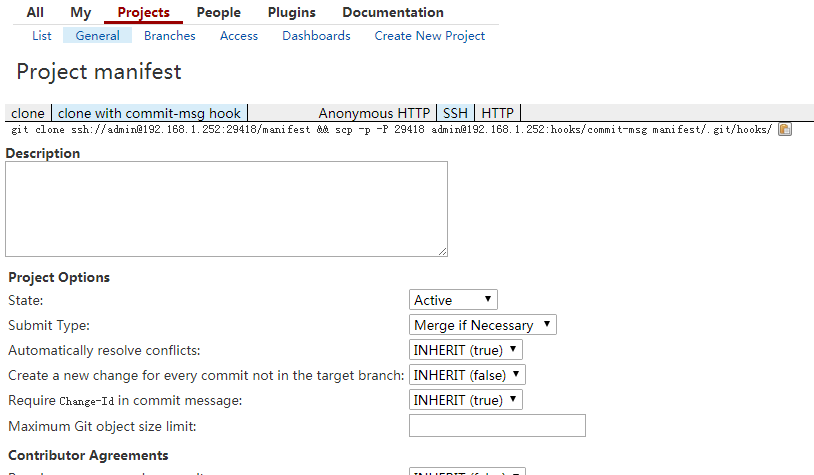 All My Projects People Plugins Documentation
List General Branches Access Dashboards Create New Project
Project manifest
clone clone with commit-msg hook Anonymous HTTP SSH HTTP
git clone ssh://admin@192.168.1.252:29418/manifest && scp -p -P 29418 admin@192.168.1.252:hooks/commit-msg manifest/.git/hooks/
Description
Project Options
State: Active
Submit Type: Merge if Necessary
Automatically resolve conflicts: INHERIT (true)
Create a new change for every commit not in the target branch: INHERIT (false)
Require Change-Id in commit message: INHERIT (true)
Maximum Git object size limit:
Contributor Agreements